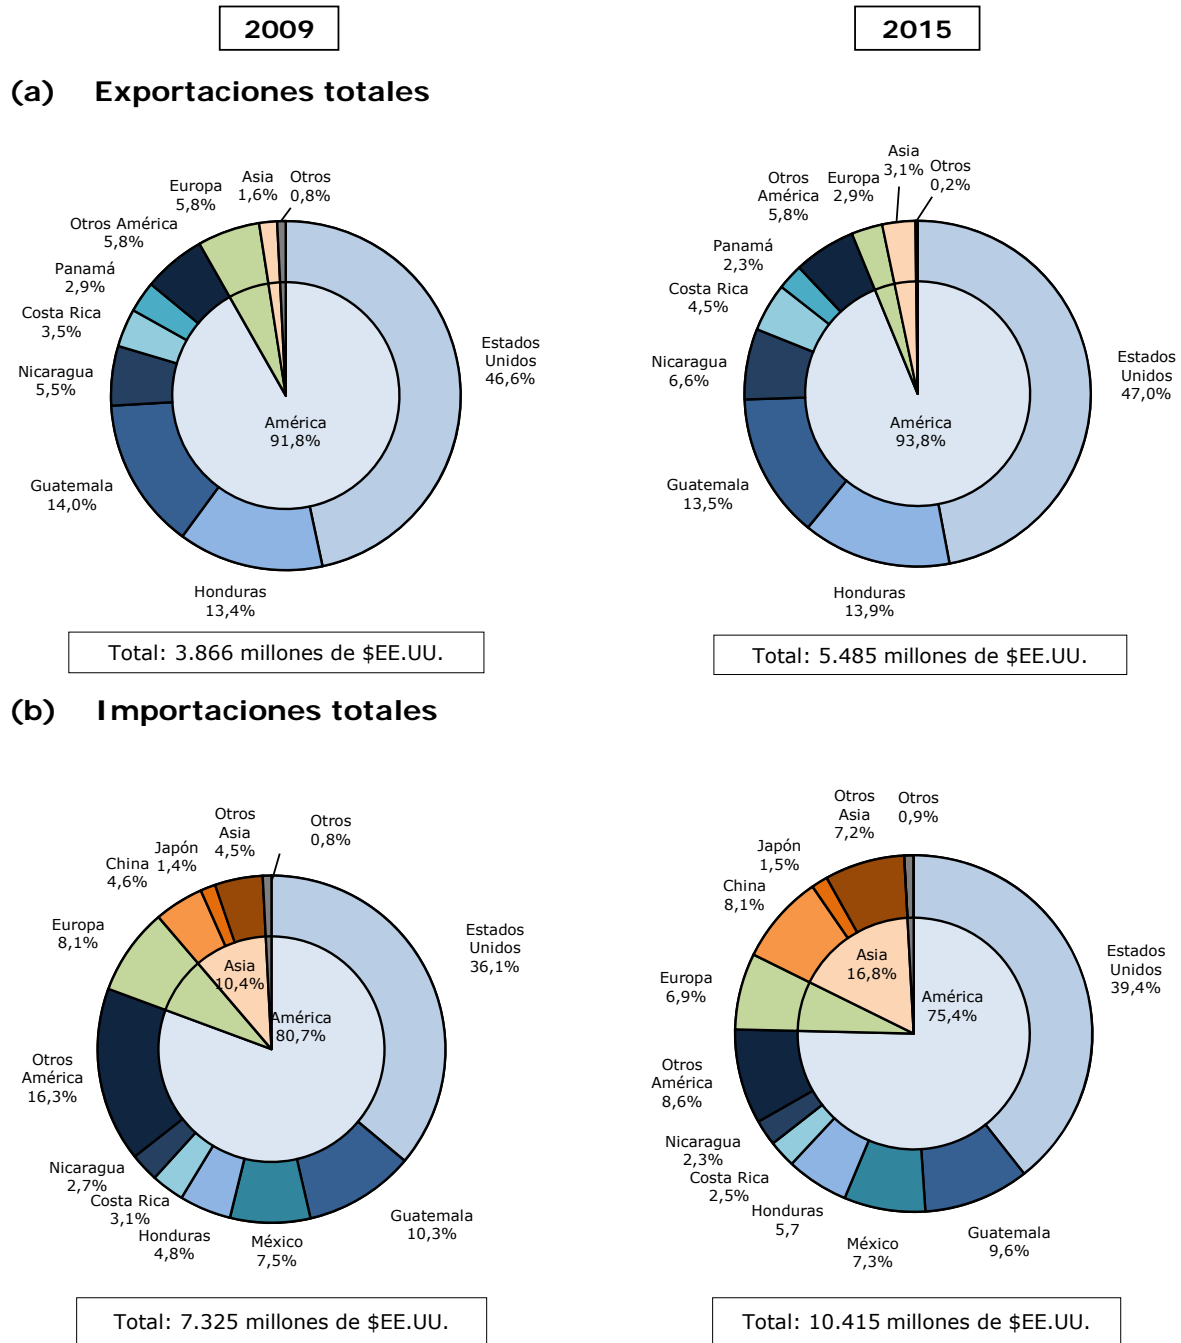 2009
2015
(a) Exportaciones totales
Otros
0,8%
Asia
1,6%
Europa
5,8%
Otros América
5,8%
Panamá
2,9%
Costa Rica
3,5%
Nicaragua
5,5%
Guatemala
14,0%
Honduras
13,4%
Estados
Unidos
46,6%
América
91,8%
Total: 3.866 millones de $EE.UU.
Otros
0,2%
Asia
3,1%
Europa
2,9%
Otros
América
5,8%
Panamá
2,3%
Costa Rica
4,5%
Nicaragua
6,6%
Guatemala
13,5%
Honduras
13,9%
Estados
Unidos
47,0%
América
93,8%
Total: 5.485 millones de $EE.UU.
(b) Importaciones totales
Otros
0,8%
Otros
Asia
4,5%
Japón
1,4%
China
4,6%
Europa
8,1%
Asia
10,4%
América
80,7%
Estados
Unidos
36,1%
Otros
América
16,3%
Nicaragua
2,7%
Costa Rica
3,1%
Honduras
4,8%
México
7,5%
Guatemala
10,3%
Total: 7.325 millones de $EE.UU.
Otros
0,9%
Otros
Asia
7,2%
Japón
1,5%
China
8,1%
Europa
6,9%
Asia
16,8%
América
75,4%
Estados
Unidos
39,4%
Otros
América
8,6%
Nicaragua
2,3%
Costa Rica
2,5%
Honduras
5,7
México
7,3%
Guatemala
9,6%
Total: 10.415 millones de $EE.UU.